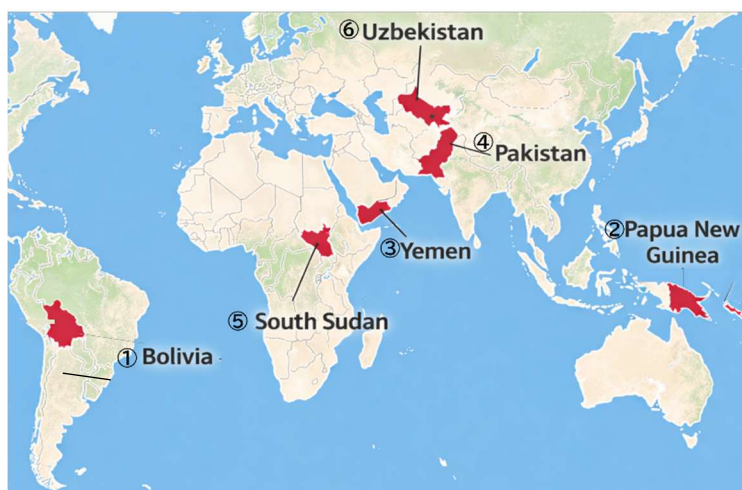 ⑥Uzbekistan
④Pakistan
②Papua New
Guinea
③Yemen
⑤ South Sudan
① Bolivia